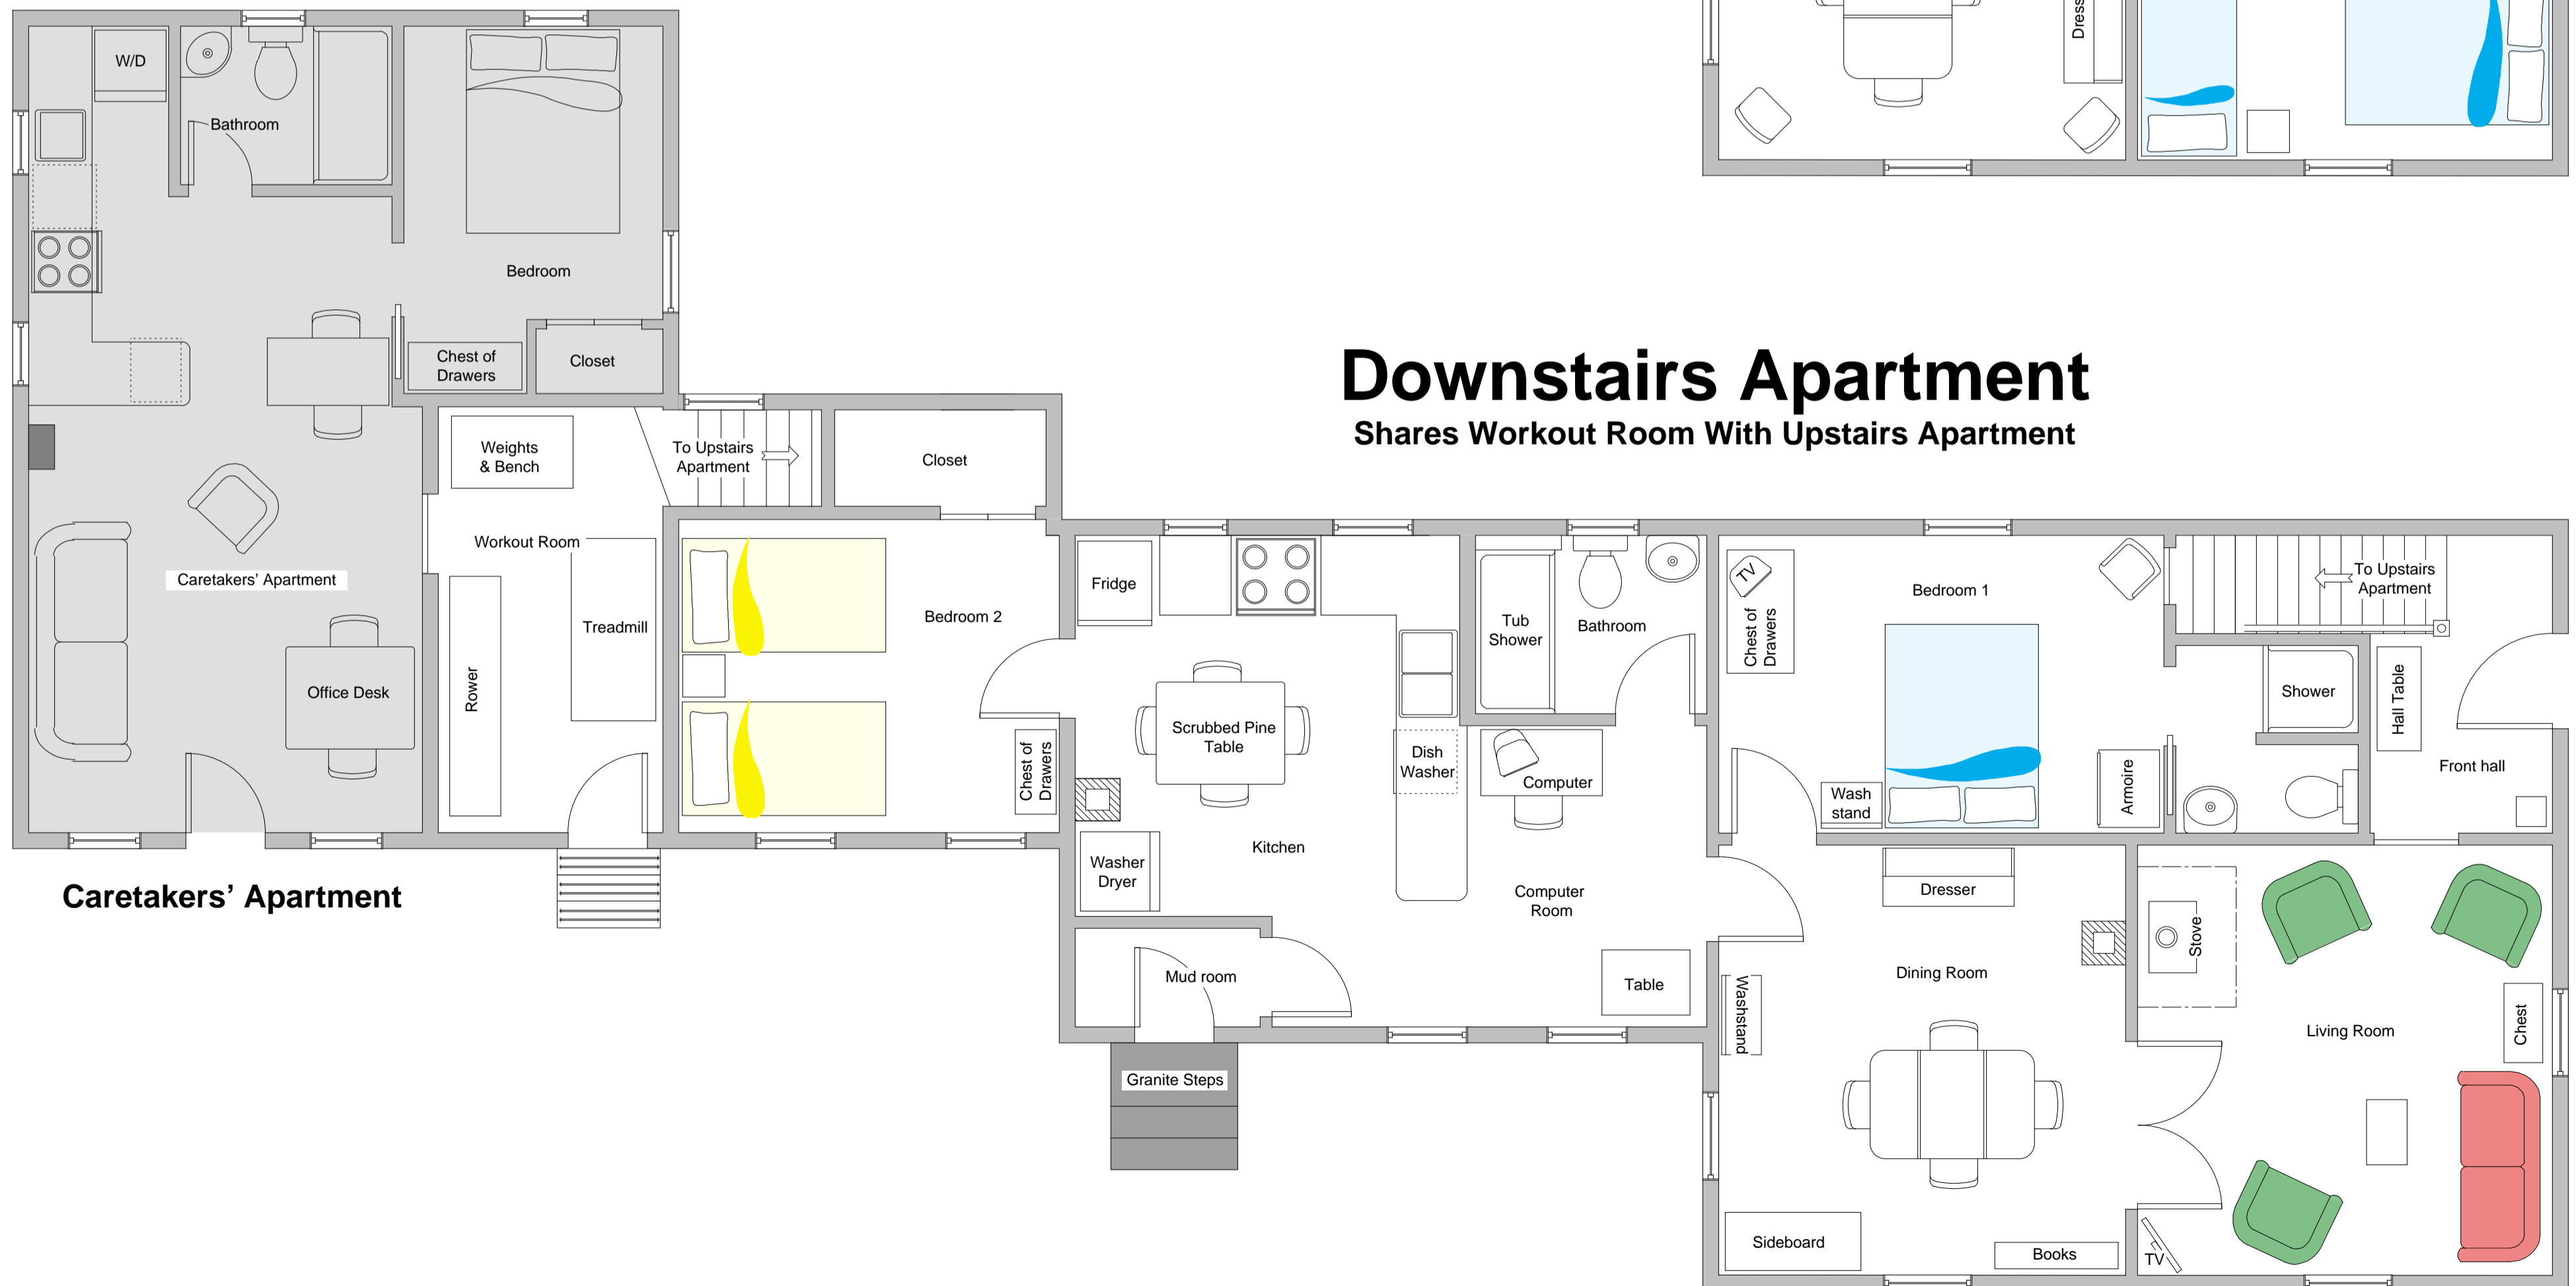 Dress
W/D
Bathroom
Bedroom
Chest of
Drawers
Closet
Downstairs Apartment
Shares Workout Room With Upstairs Apartment
Weights
& Bench
To Upstairs
Apartment
Closet
Workout Room
Caretakers’ Apartment
Treadmill
Rower
Office Desk
Bedroom 2
Chest of
Drawers
Fridge
Scrubbed Pine
Table
Dish
Washer
Kitchen
Washer
Dryer
Tub
Shower
Bathroom
Computer
Computer
Room
Table
Mud room
Granite Steps
TV
Chest of
Drawers
Bedroom 1
Wash
stand
Armoire
To Upstairs
Apartment
Shower
Hall Table
Front hall
Caretakers’ Apartment
Dresser
Dining Room
Washstand
Sideboard
Books
Stove
Living Room
Chest
TV